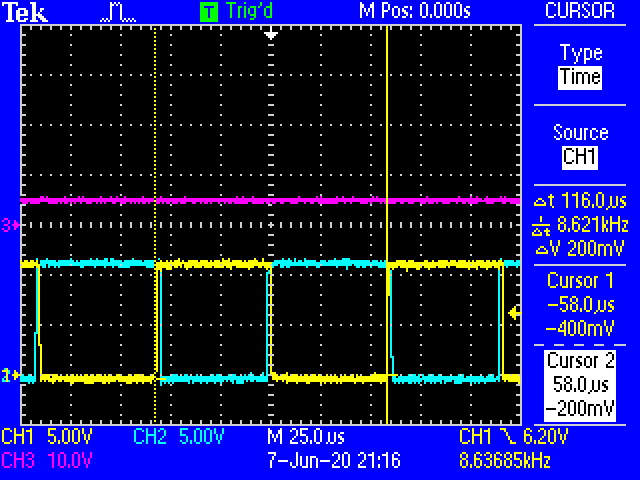 Tek T Trig'd M Pos: 0.000s CURSOR
Type
Time
Source
CH1
Δt 116.0µs
1/Δt 8.621kHz
ΔV 200mV
3
Cursor 1
-58.0µs
-400mV
Cursor 2
58.0µs
-200mV
CH1 5.00V CH2 5.00V M 25.0µs CH1 \ 6.20V
CH3 10.0V 7-Jun-20 21:16 8.63685kHz